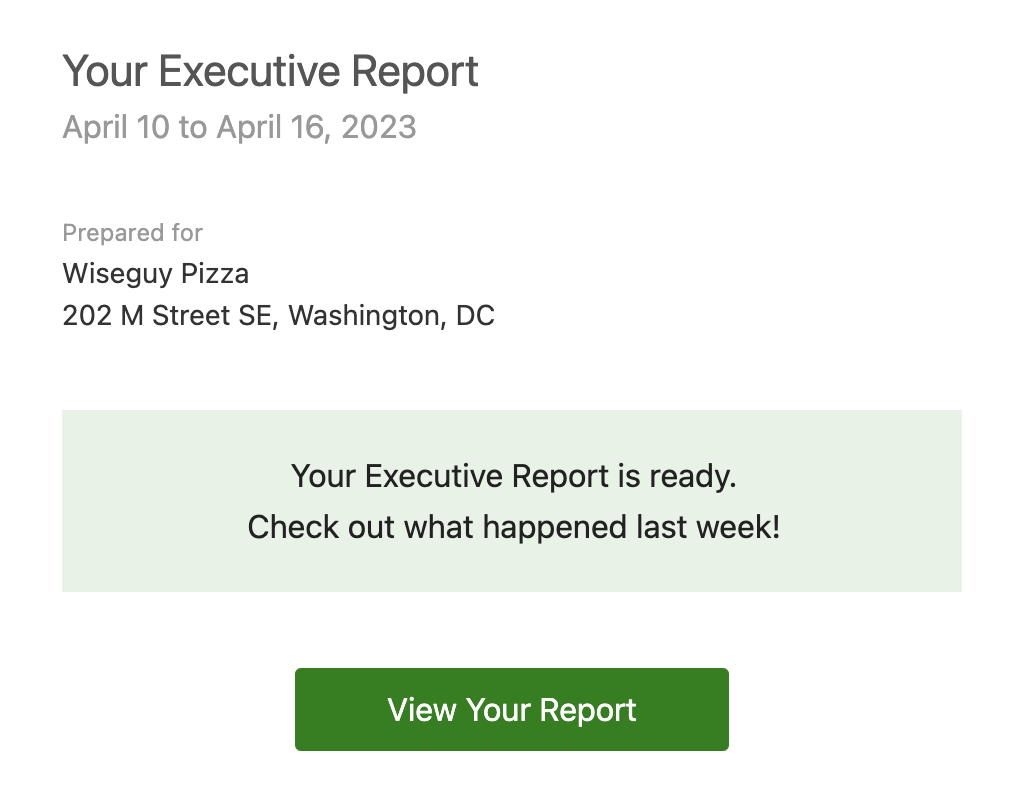 Your Executive Report
April 10 to April 16, 2023
Prepared for
Wiseguy Pizza
202 M Street SE, Washington, DC
Your Executive Report is ready.
Check out what happened last week!
View Your Report